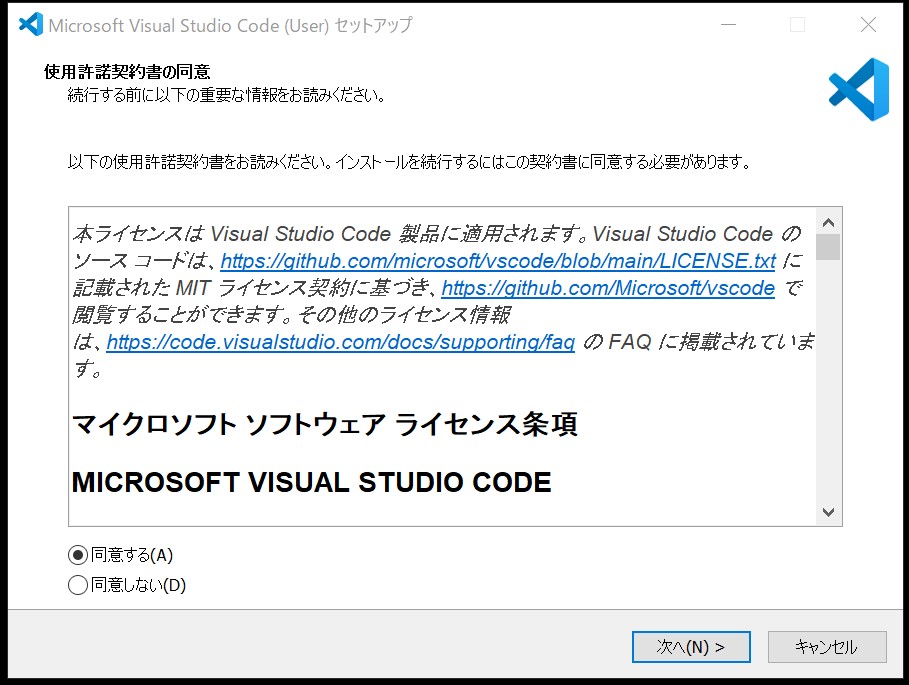 Microsoft Visual Studio Code (User) セットアップ
使用許諾契約書の同意
続行する前に以下の重要な情報をお読みください。
以下の使用許諾契約書をお読みください。インストールを続行するにはこの契約書に同意する必要があります。
本ライセンスは Visual Studio Code 製品に適用されます。Visual Studio Code の
ソース コードは、https://github.com/microsoft/vscode/blob/main/LICENSE.txt に
記載された MIT ライセンス契約に基づき、https://github.com/Microsoft/vscode で
閲覧することができます。その他のライセンス情報
は、https://code.visualstudio.com/docs/supporting/faq の FAQ に掲載されていま
す。
マイクロソフト ソフトウェア ライセンス条項
MICROSOFT VISUAL STUDIO CODE
同意する(A)
同意しない(D)
次へ(N) >
キャンセル